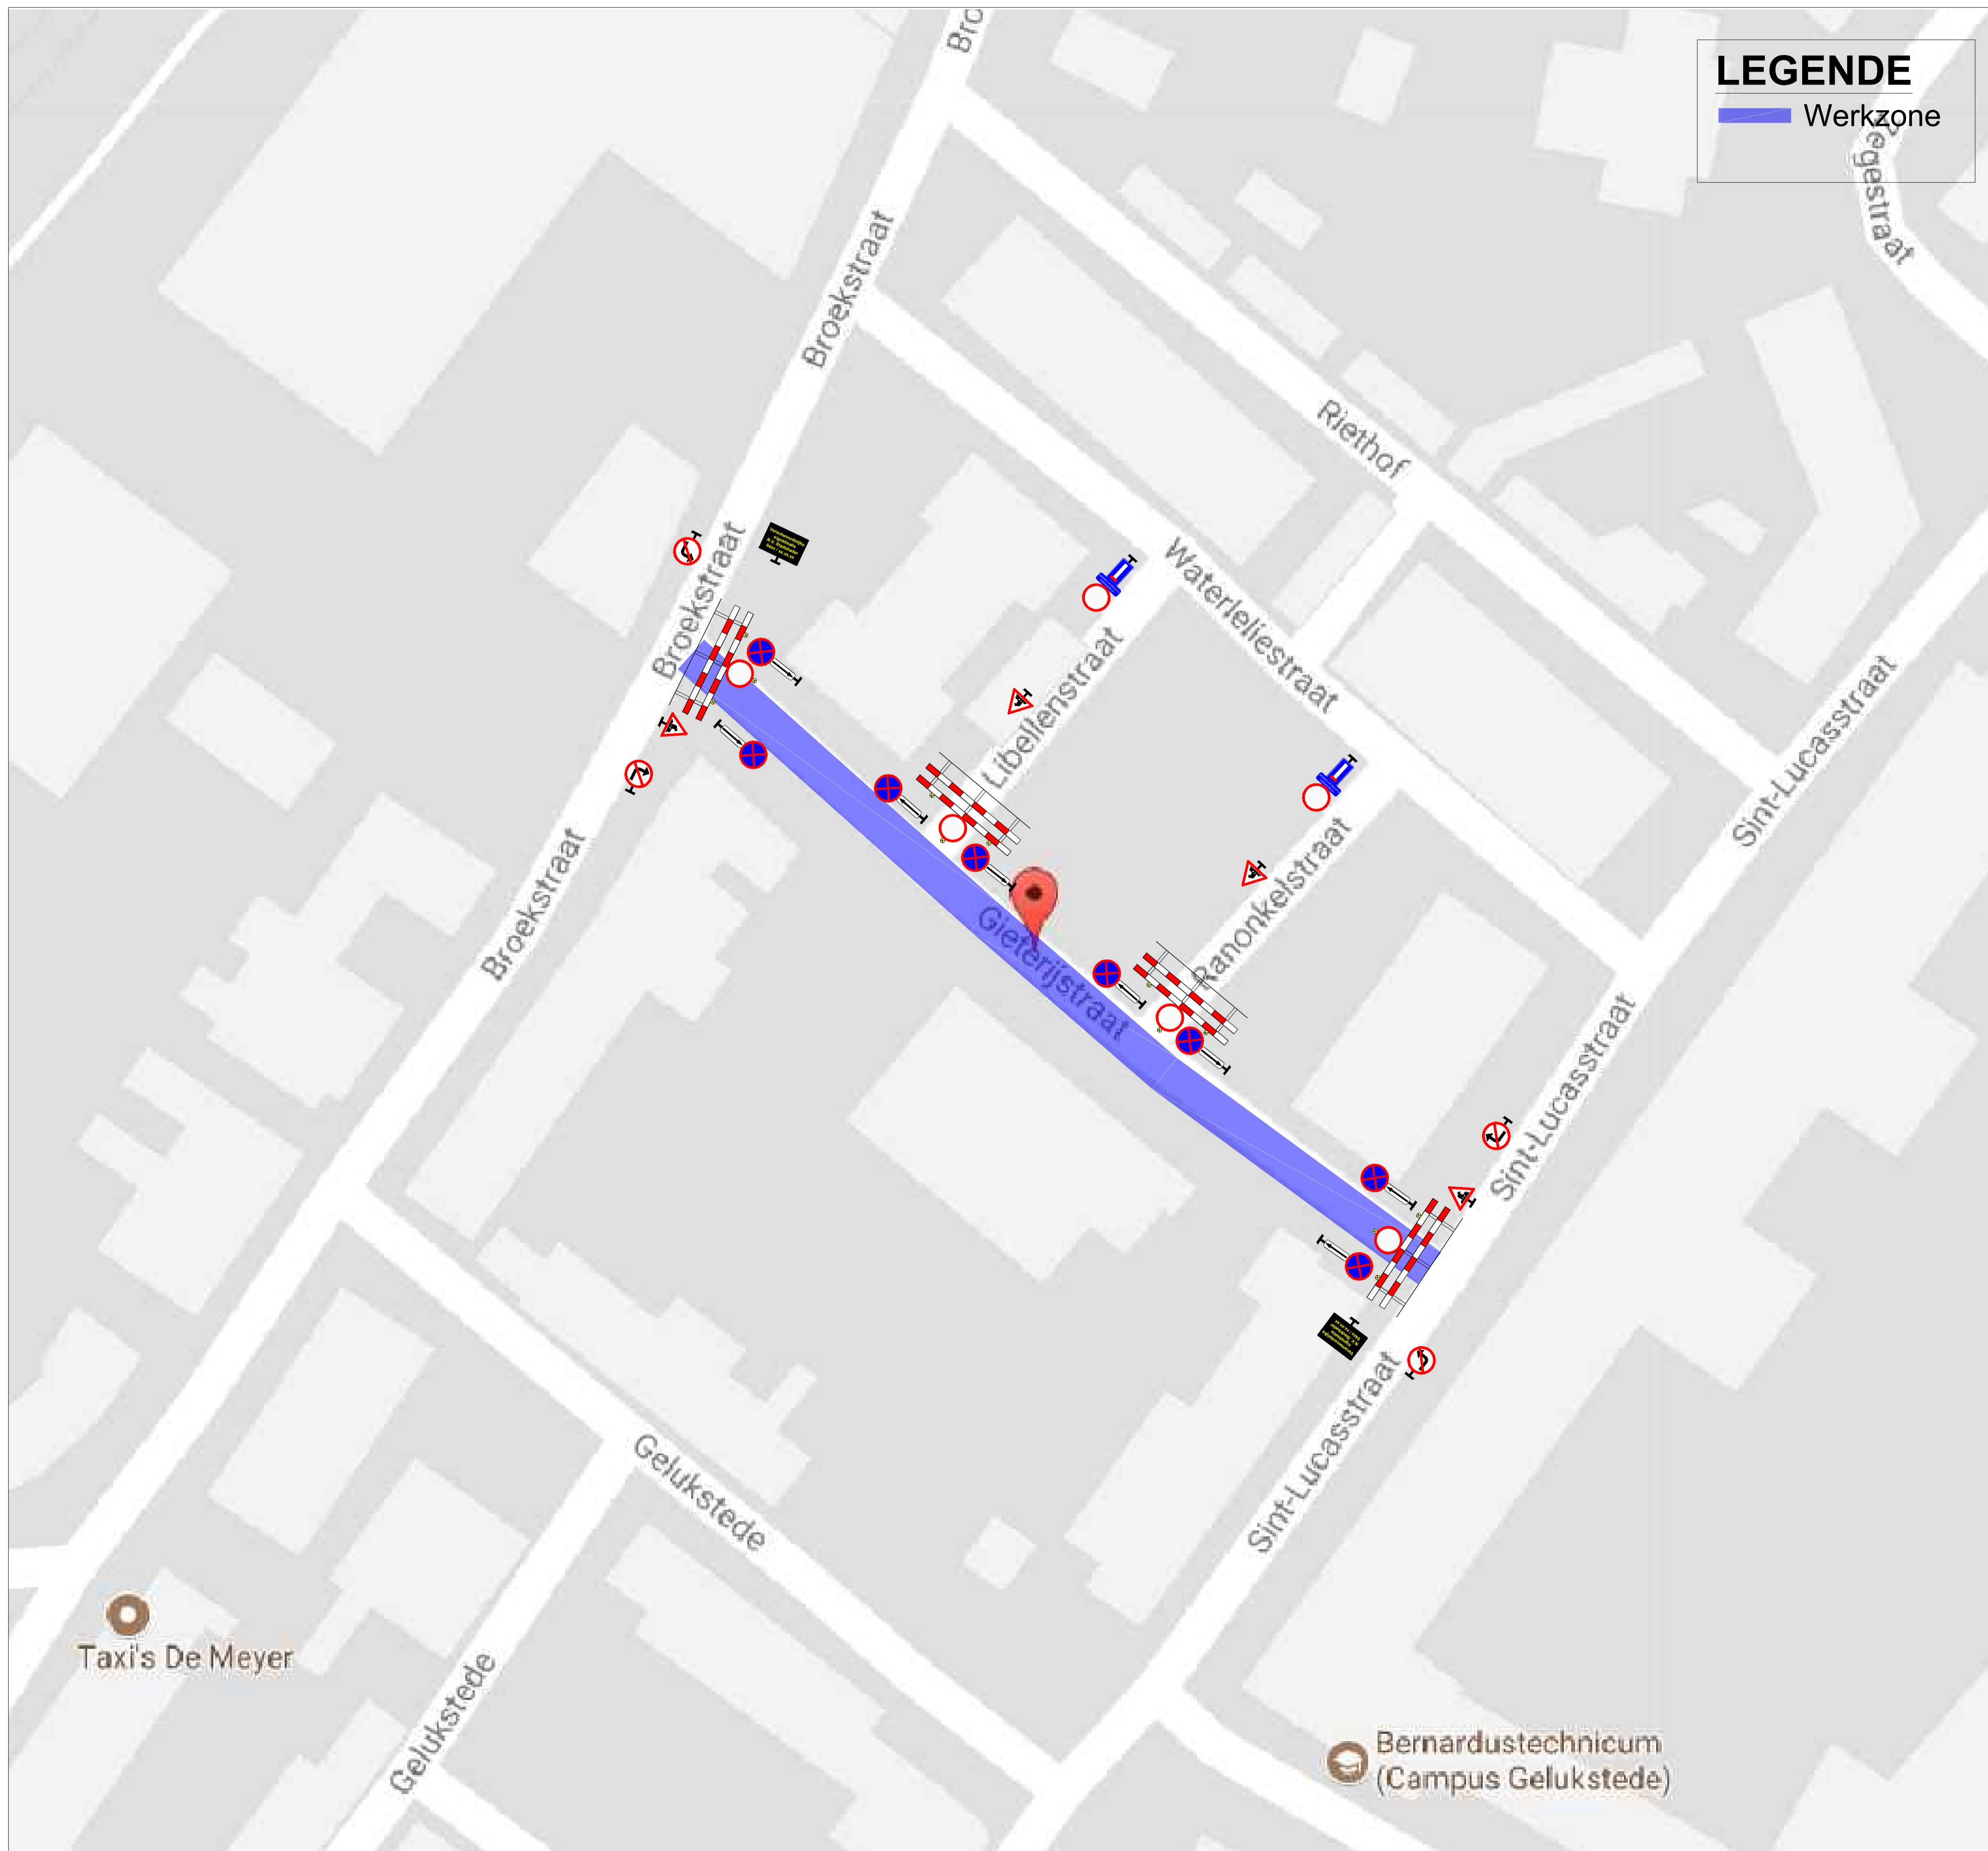 LEGENDE
Werkzone
Bro
Broekstraat
Riethof
Broekstraat
Waterleliestraat
Libellenstraat
Sint-Lucasstraat
Ranonkelstraat
Broekstraat
Gieterijstraat
Sint-Lucasstraat
Sint-Lucasstraat
Gelukstede
Gelukstede
Taxi's De Meyer
Bernardustechnicum
(Campus Gelukstede)